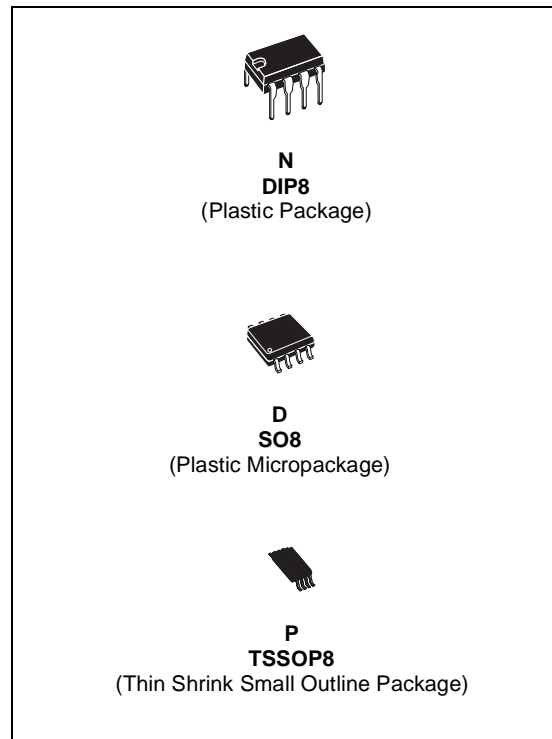 N
DIP8
(Plastic Package)
D
SO8
(Plastic Micropackage)
P
TSSOP8
(Thin Shrink Small Outline Package)